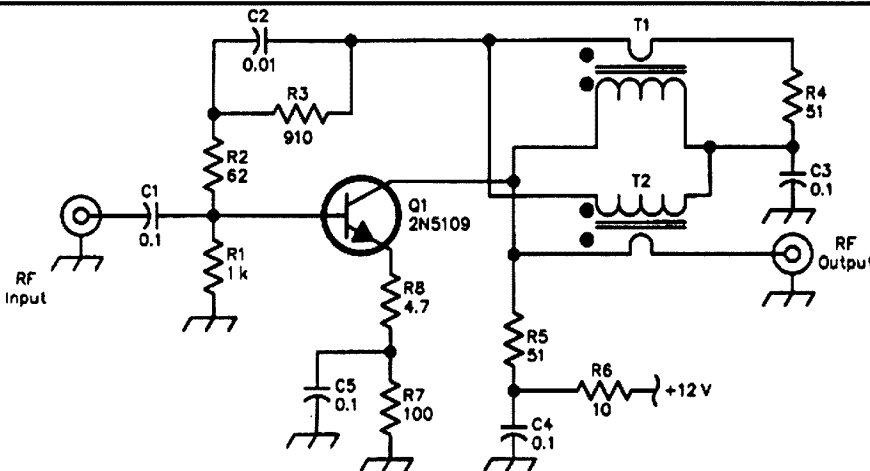 C2
0.01
T1
R3
910
R4
51
R2
62
C1
0.1
Q1
2N5109
T2
C3
0.1
R1
1k
RF
Input
RF
Output
R8
4.7
R5
51
C5
0.1
R7
100
R6
10
+12 V
C4
0.1